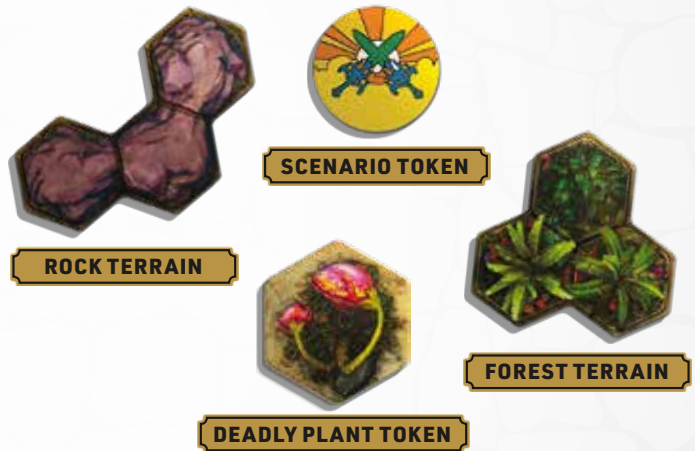 SCENARIO TOKEN
ROCK TERRAIN
FOREST TERRAIN
DEADLY PLANT TOKEN